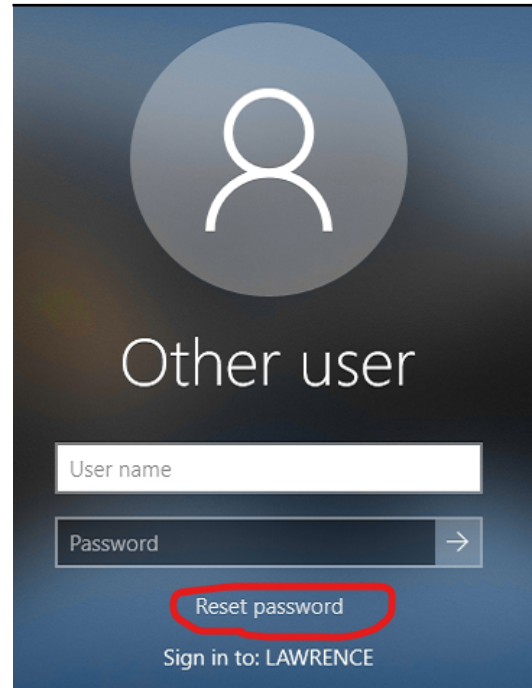 Other user
User name
Password
Reset password
Sign in to: LAWRENCE